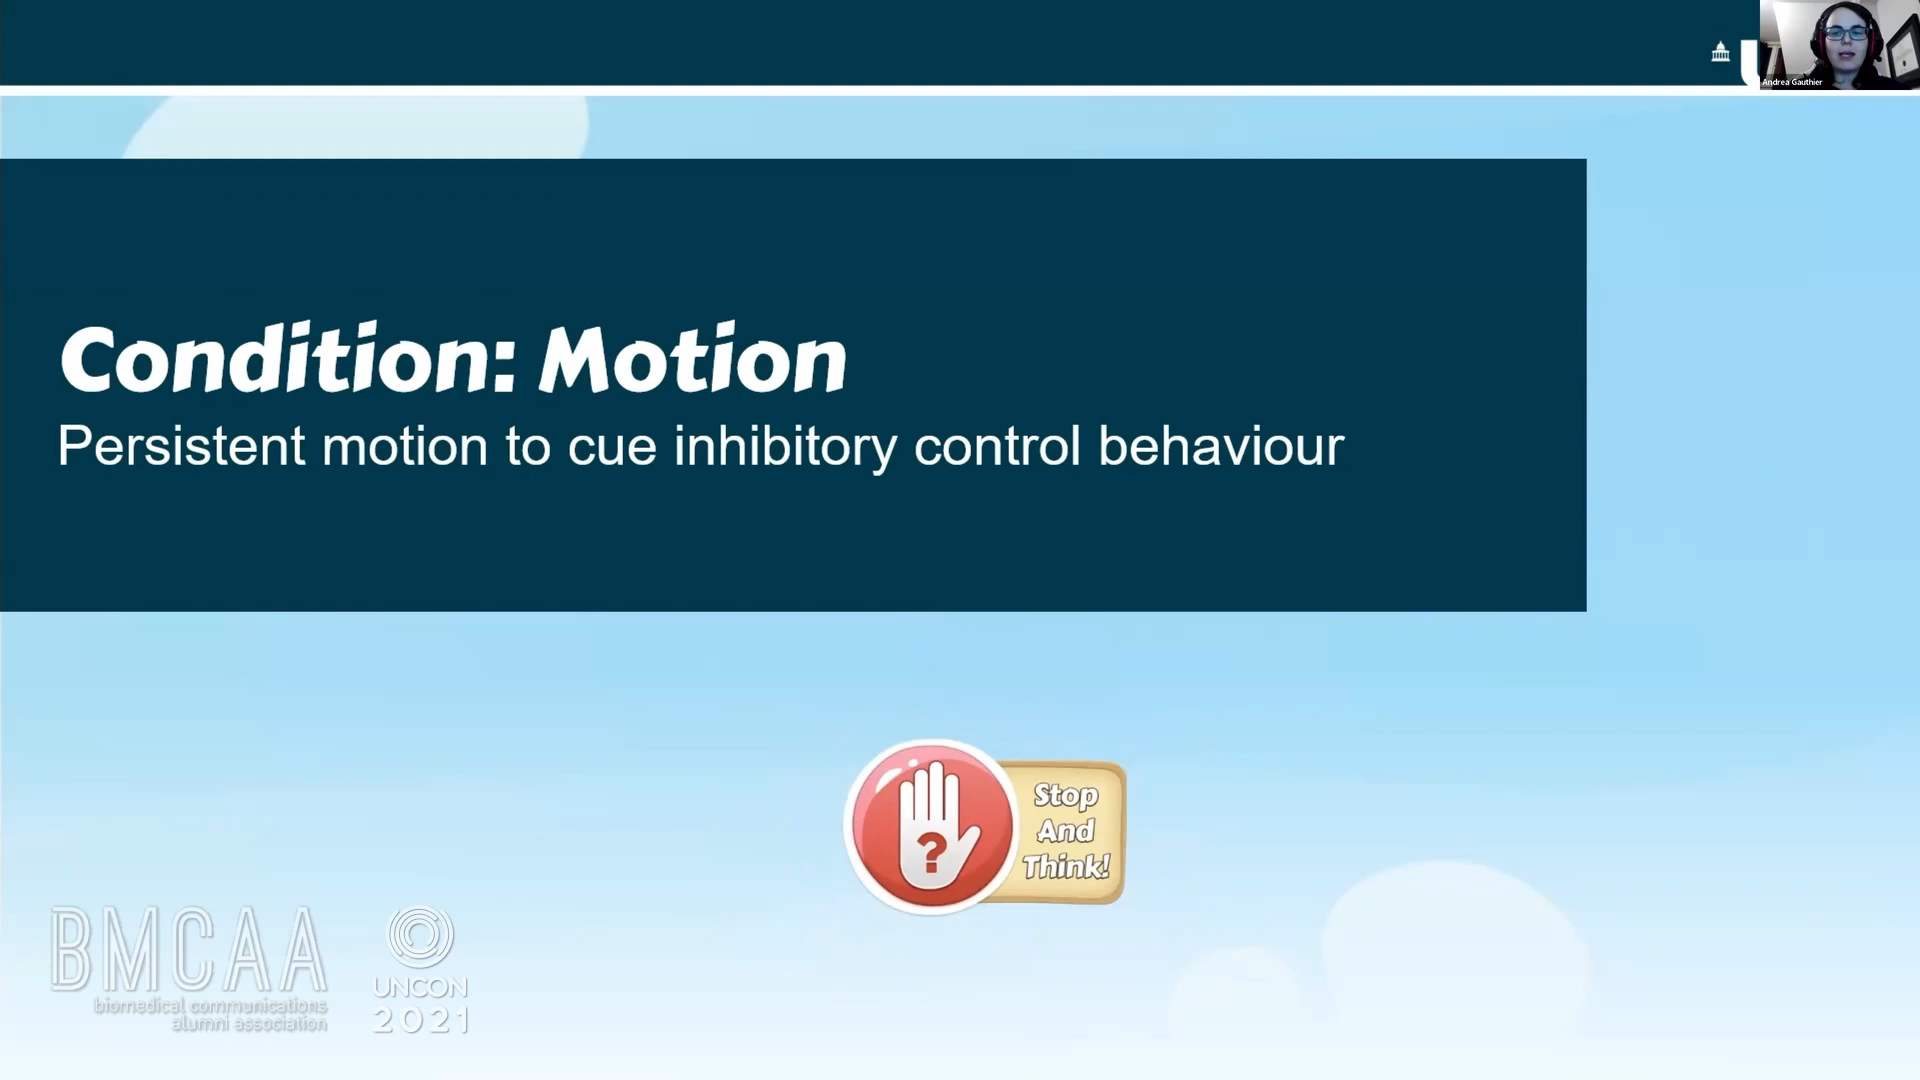 Andrea Gauthier
Condition: Motion
Persistent motion to cue inhibitory control behaviour
?
Stop
And
Think!
BMCAA
biomedical communications
alumni association
UNCON
2021